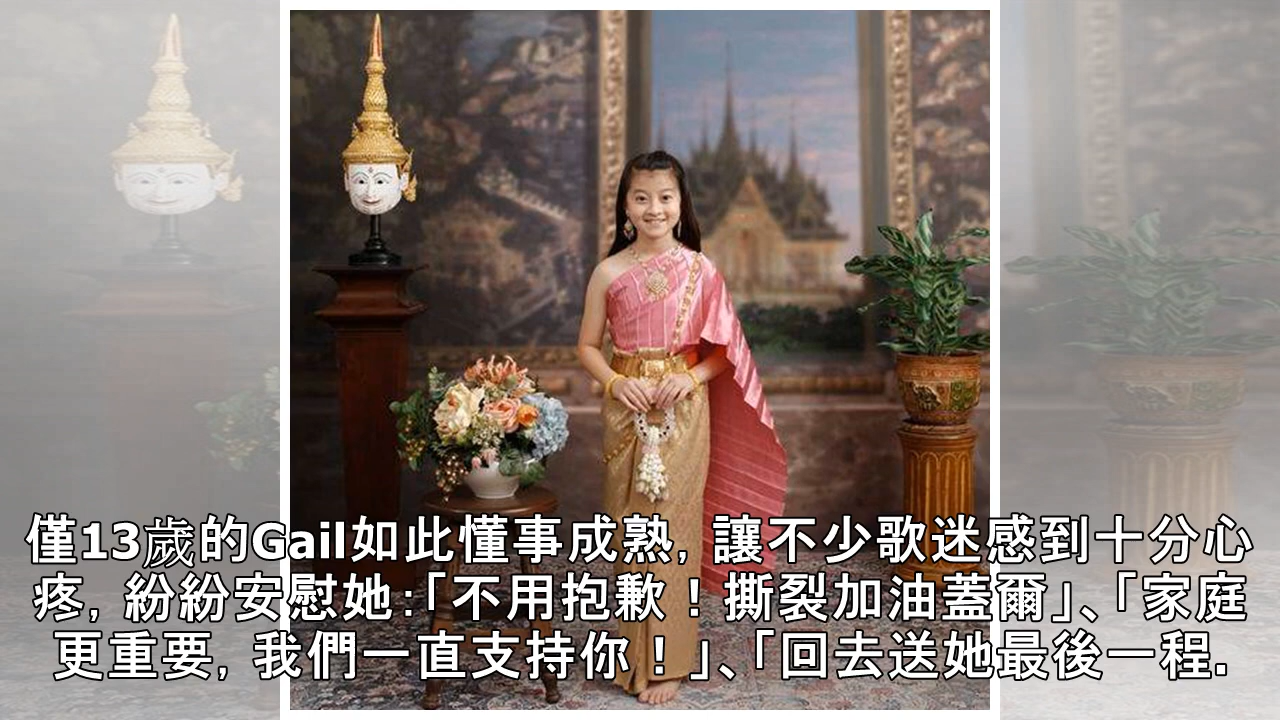 僅13歲的Gail如此懂事成熟, 讓不少歌迷感到十分心
疼, 紛紛安慰她:「不用抱歉！撕裂加油蓋爾」、「家庭
更重要, 我們一直支持你！」、「回去送她最後一程.